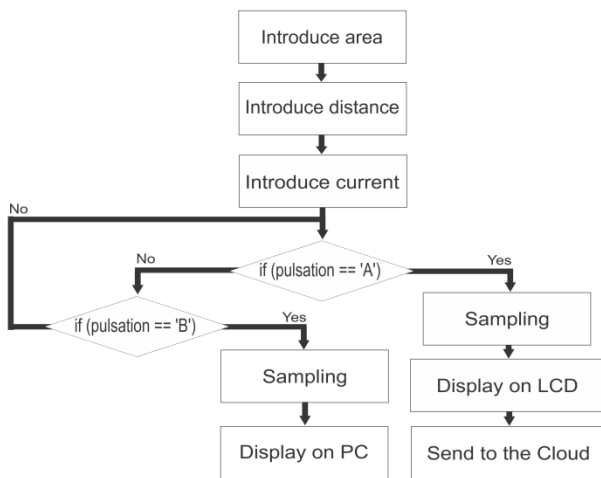 Introduce area
Introduce distance
Introduce current
No
if (pulsation == 'A')
No
Yes
if (pulsation == 'B')
Yes
Sampling
Sampling
Display on LCD
Display on PC
Send to the Cloud